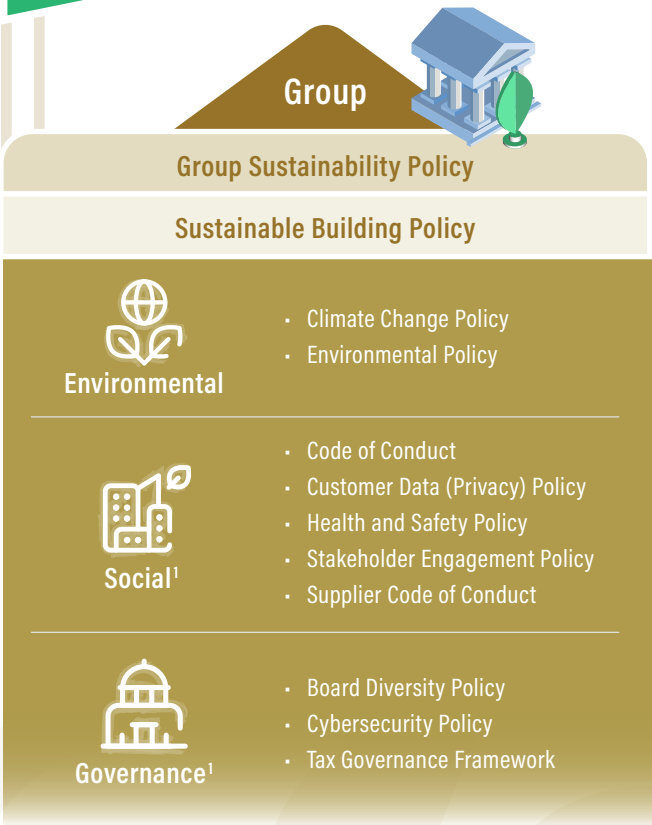 Group
Group Sustainability Policy
Sustainable Building Policy
Environmental
· Climate Change Policy
· Environmental Policy
Social¹
· Code of Conduct
· Customer Data (Privacy) Policy
· Health and Safety Policy
· Stakeholder Engagement Policy
· Supplier Code of Conduct
Governance¹
· Board Diversity Policy
· Cybersecurity Policy
· Tax Governance Framework